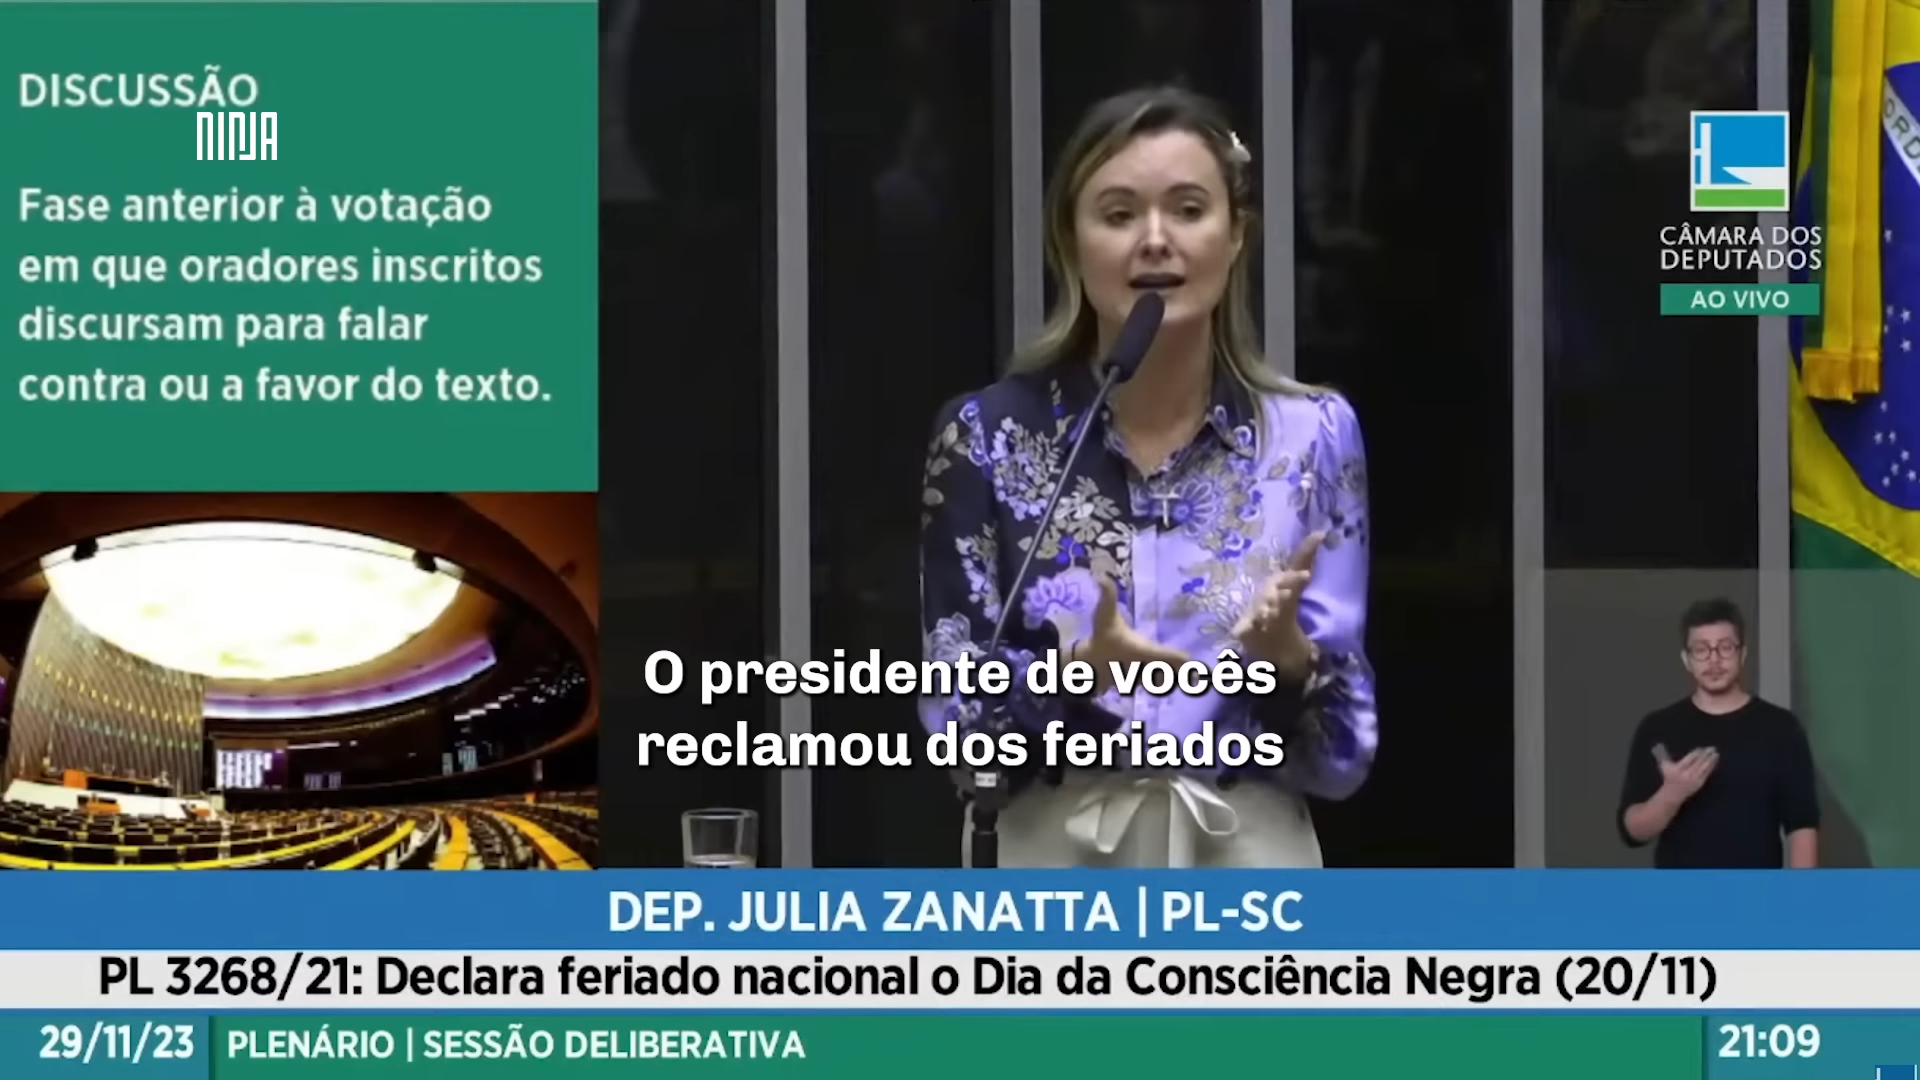 DISCUSSÃO
NINJA
Fase anterior à votação
em que oradores inscritos
discursam para falar
contra ou a favor do texto.
ORD
CÂMARA DOS
DEPUTADOS
AO VIVO
O presidente de vocês
reclamou dos feriados
DEP. JULIA ZANATTA | PL-SC
PL 3268/21: Declara feriado nacional o Dia da Consciência Negra (20/11)
29/11/23
PLENÁRIO | SESSÃO DELIBERATIVA
21:09